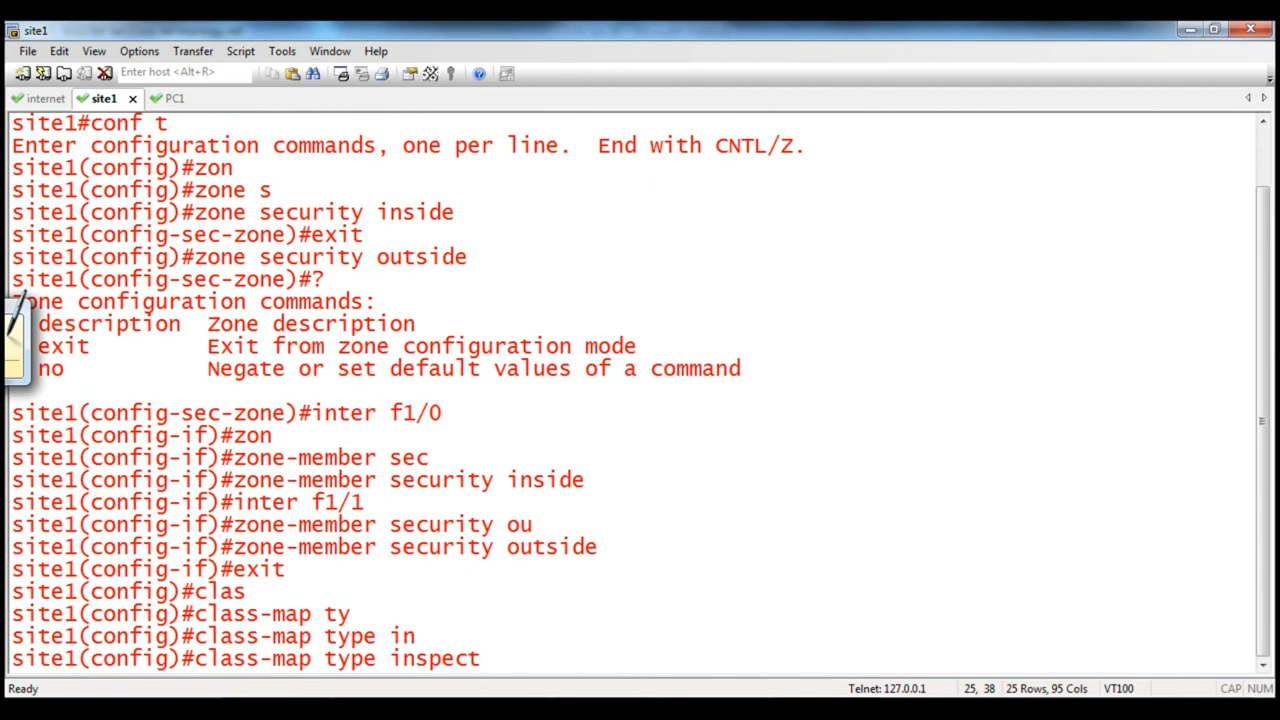 site1
File Edit View Options Transfer Script Tools Window Help
Enter host <Alt+R>
internet site1 PC1
site1#conf t
Enter configuration commands, one per line.  End with CNTL/Z.
site1(config)#zon
site1(config)#zone s
site1(config)#zone security inside
site1(config-sec-zone)#exit
site1(config)#zone security outside
site1(config-sec-zone)#?
one configuration commands:
description  Zone description
exit         Exit from zone configuration mode
no           Negate or set default values of a command
site1(config-sec-zone)#inter f1/0
site1(config-if)#zon
site1(config-if)#zone-member sec
site1(config-if)#zone-member security inside
site1(config-if)#inter f1/1
site1(config-if)#zone-member security ou
site1(config-if)#zone-member security outside
site1(config-if)#exit
site1(config)#clas
site1(config)#class-map ty
site1(config)#class-map type in
site1(config)#class-map type inspect
Ready Telnet: 127.0.0.1 25, 38 25 Rows, 95 Cols VT100 CAP NUM